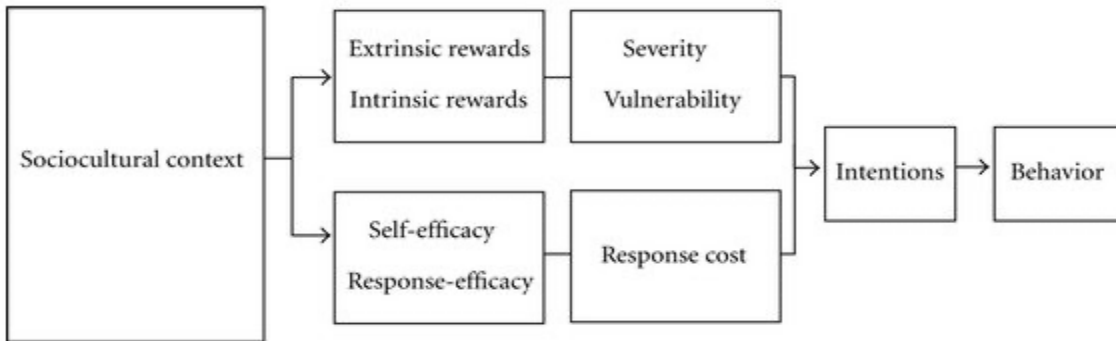 Sociocultural context
Extrinsic rewards
Intrinsic rewards
Severity
Vulnerability
Self-efficacy
Response-efficacy
Response cost
Intentions
Behavior